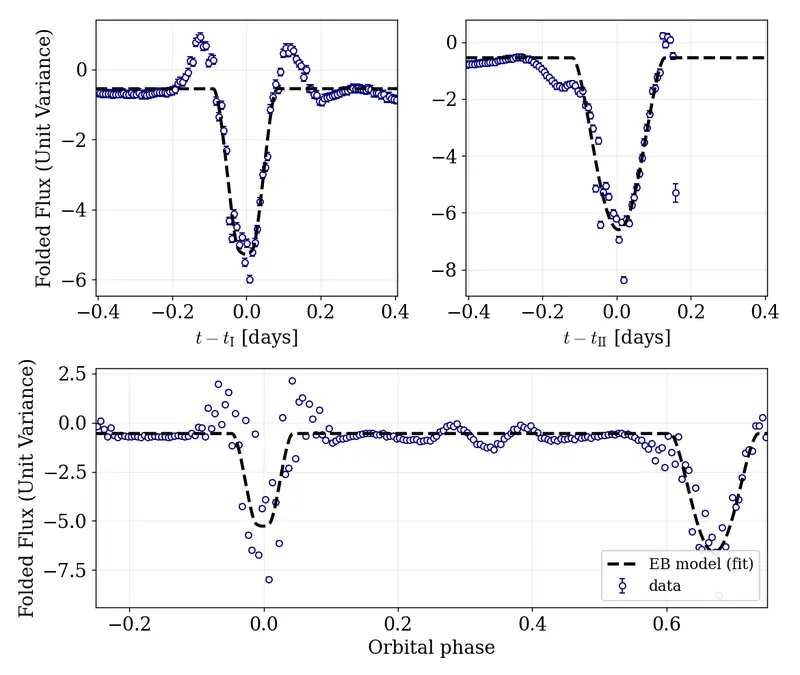 Folded Flux (Unit Variance)
0
−2
−4
−6
−0.4 −0.2 0.0 0.2 0.4
t − tI [days]
0
−2
−4
−6
−8
−0.4 −0.2 0.0 0.2 0.4
t − tII [days]
Folded Flux (Unit Variance)
2.5
0.0
−2.5
−5.0
−7.5
EB model (fit)
data
−0.2 0.0 0.2 0.4 0.6
Orbital phase